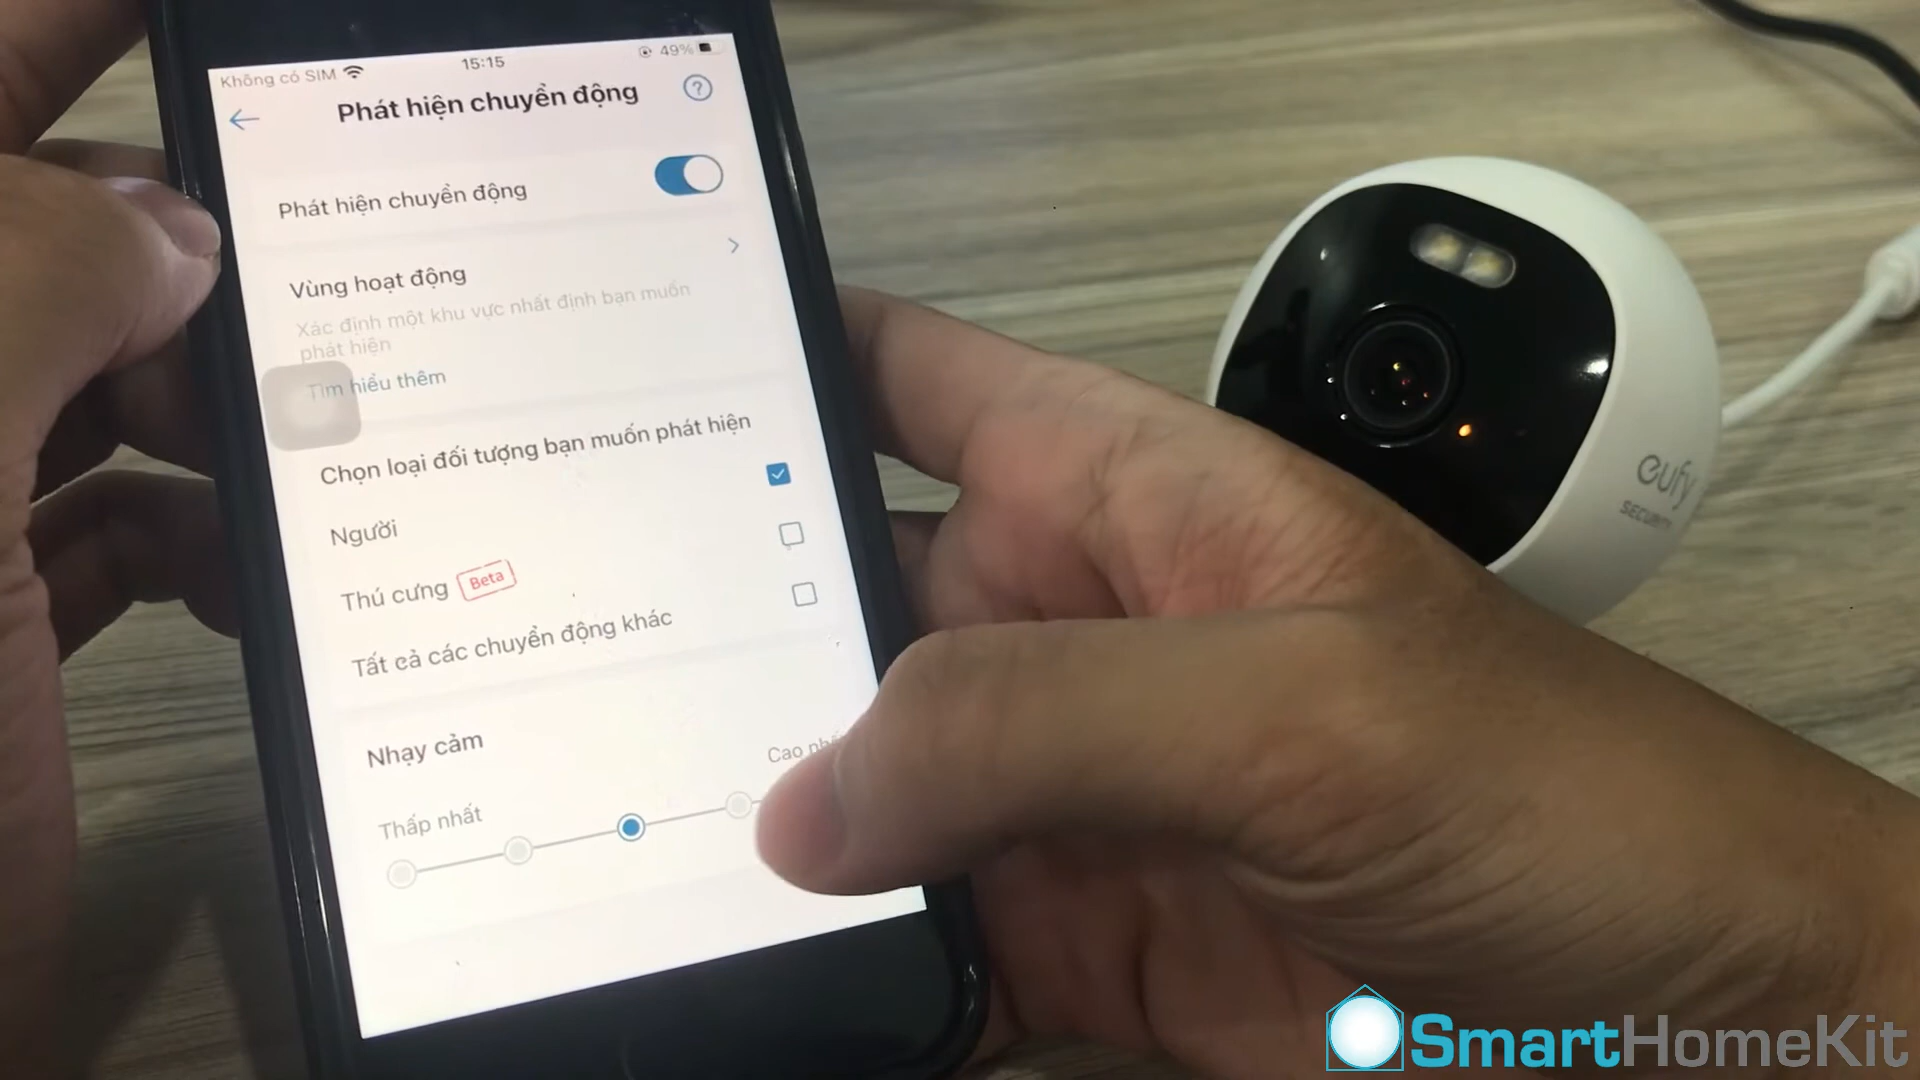 Không có SIM
15:15
49%
Phát hiện chuyển động
?
Phát hiện chuyển động
Vùng hoạt động
Xác định một khu vực nhất định bạn muốn
phát hiện
Tìm hiểu thêm
Chọn loại đối tượng bạn muốn phát hiện
Người
Thú cưng Beta
Tất cả các chuyển động khác
Nhạy cảm
Cao
Thấp nhất
eufy
SECURITY
SmartHomeKit